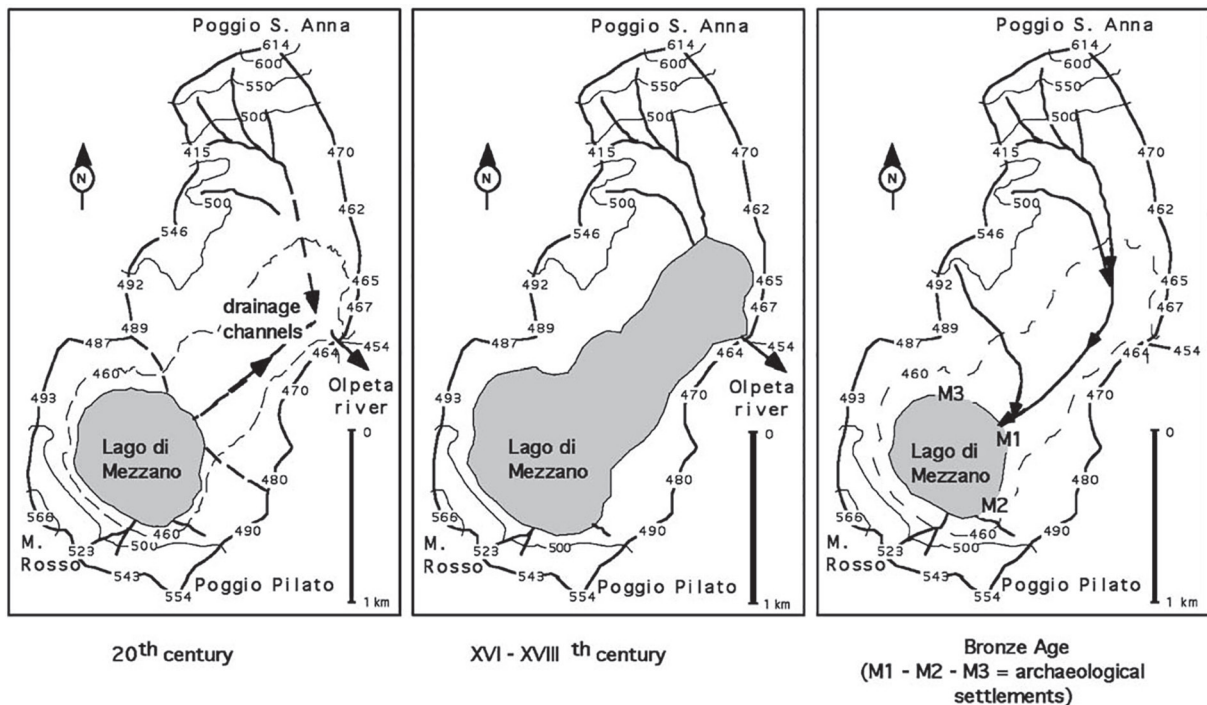 Poggio S. Anna
614
600
550
500
415
470
N
500
462
546
492
465
467
489
drainage
channels
487
464
454
460
470
Olpeta
river
493
0
Lago di
Mezzano
480
566
490
M.
Rosso
460
523
500
543
Poggio Pilato
554
1 km
20th century
Poggio S. Anna
614
600
550
500
415
470
N
500
462
546
492
465
467
489
487
464
454
470
Olpeta
river
493
0
Lago di
Mezzano
480
566
490
M.
Rosso
523
500
543
Poggio Pilato
554
1 km
XVI - XVIII th century
Poggio S. Anna
614
600
550
500
415
470
N
500
462
546
492
465
467
489
487
464
454
460
M3
470
493
0
M1
Lago di
Mezzano
480
M2
566
490
M.
Rosso
460
523
500
543
Poggio Pilato
554
1 km
Bronze Age
(M1 - M2 - M3 = archaeological
settlements)